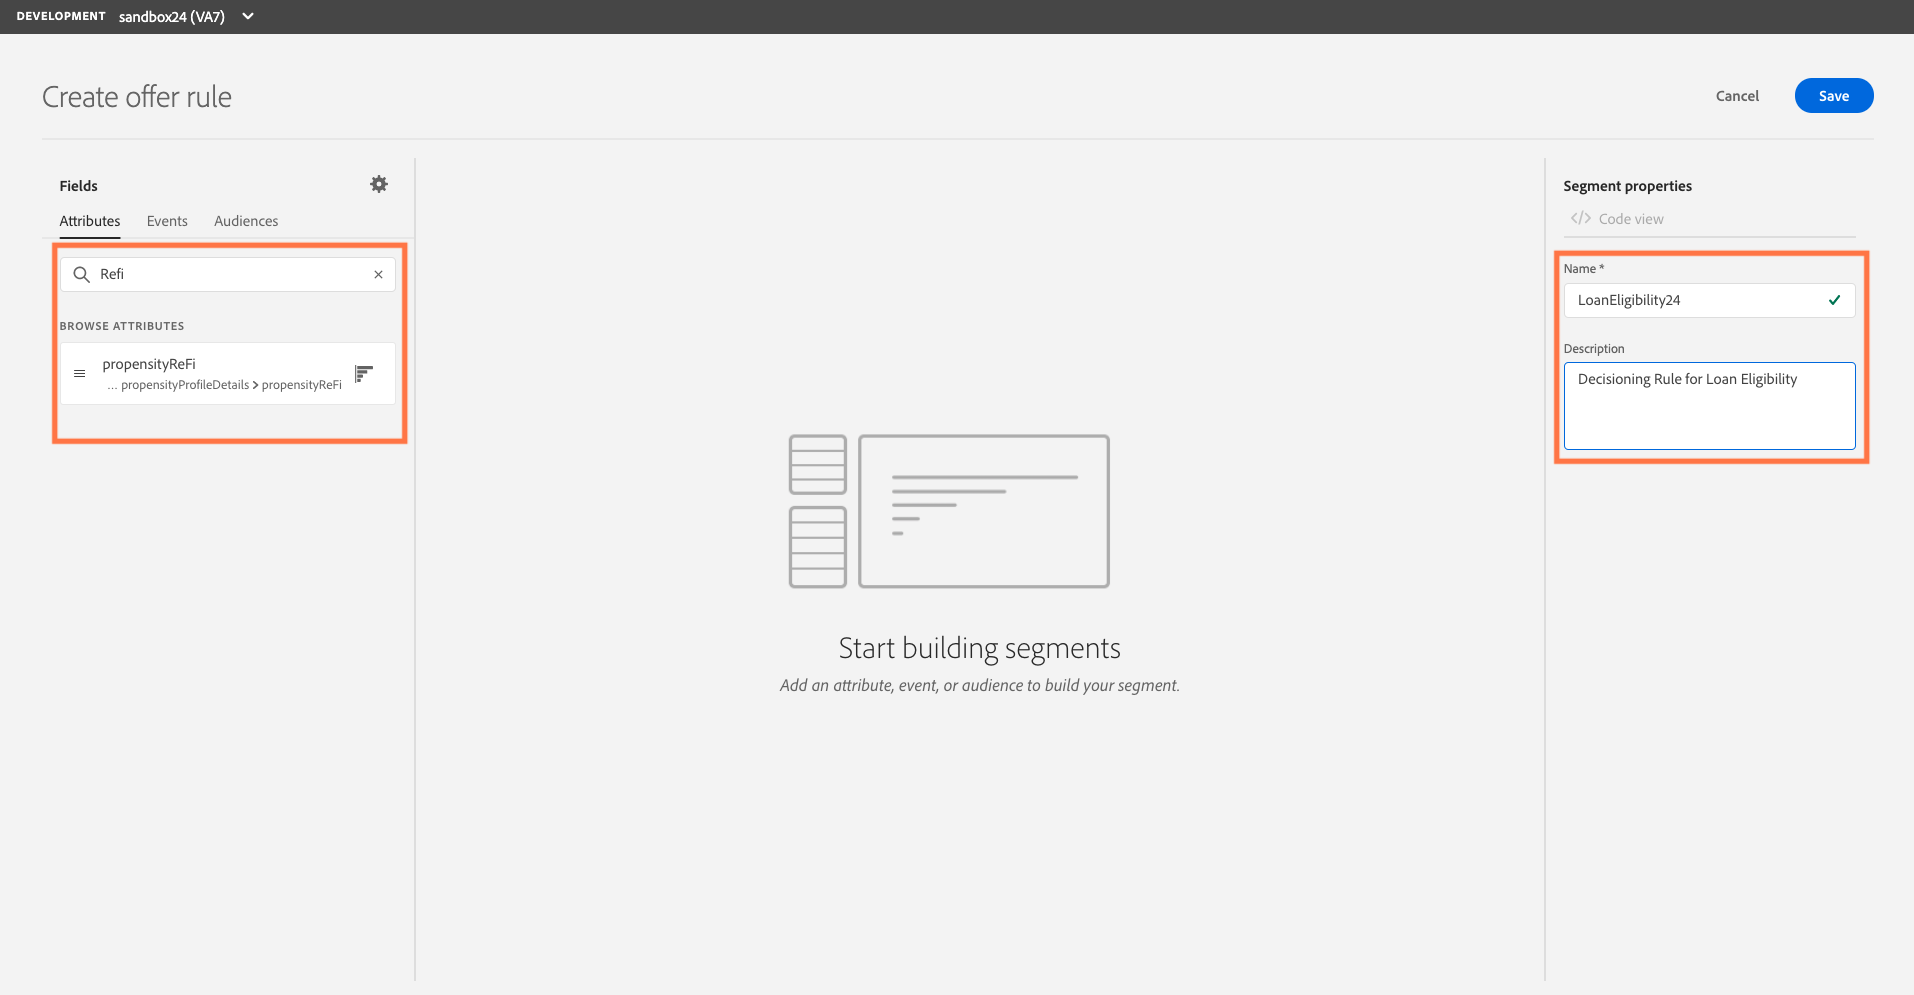 DEVELOPMENT sandbox24 (VA7)
Create offer rule
Cancel
Save
Fields
Attributes Events Audiences
Refi
BROWSE ATTRIBUTES
propensityReFi
... propensityProfileDetails > propensityReFi
Start building segments
Add an attribute, event, or audience to build your segment.
Segment properties
</> Code view
Name *
LoanEligibility24
Description
Decisioning Rule for Loan Eligibility